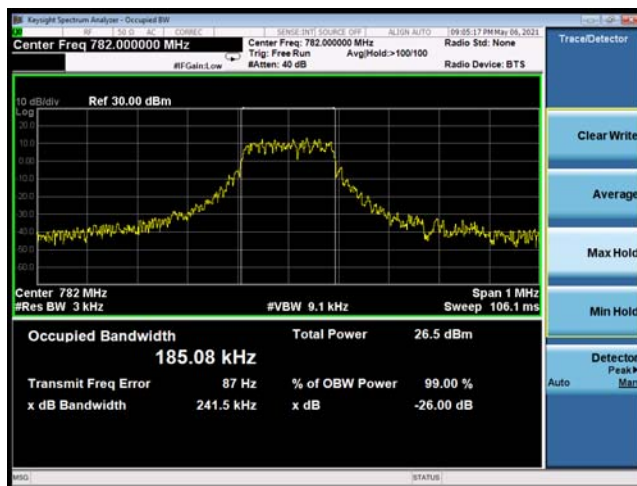 Keysight Spectrum Analyzer - Occupied BW
RF 50 Ω AC CORREC SENSE:INT SOURCE OFF ALIGN AUTO 09:05:17 PM May 06, 2021
Center Freq 782.000000 MHz
Center Freq: 782.000000 MHz
Radio Std: None
Trig: Free Run Avg|Hold:>100/100
#IFGain:Low
#Atten: 40 dB
Radio Device: BTS
Trace/Detector
10 dB/div Ref 30.00 dBm
Log
20.0
10.0
0.00
-10.0
-20.0
-30.0
-40.0
-50.0
-60.0
Center 782 MHz Span 1 MHz
#Res BW 3 kHz #VBW 9.1 kHz Sweep 106.1 ms
Occupied Bandwidth Total Power 26.5 dBm
185.08 kHz
Transmit Freq Error 87 Hz % of OBW Power 99.00 %
x dB Bandwidth 241.5 kHz x dB -26.00 dB
Clear Write
Average
Max Hold
Min Hold
Detector
Peak
Auto Man
MSG STATUS